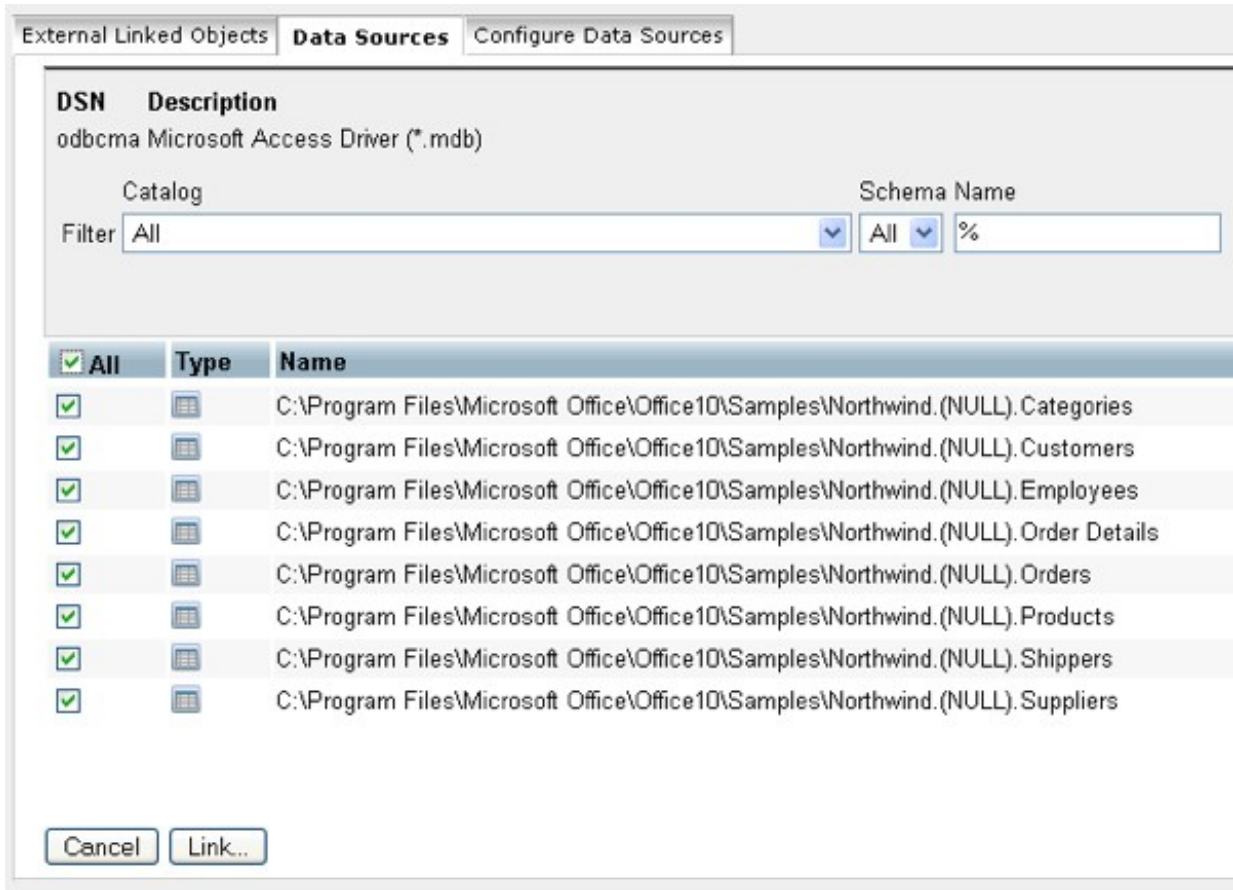 External Linked Objects Data Sources Configure Data Sources
DSN Description
odbcma Microsoft Access Driver (*.mdb)
Catalog Schema Name
Filter All All %
All Type Name
C:\Program Files\Microsoft Office\Office10\Samples\Northwind.(NULL).Categories
C:\Program Files\Microsoft Office\Office10\Samples\Northwind.(NULL).Customers
C:\Program Files\Microsoft Office\Office10\Samples\Northwind.(NULL).Employees
C:\Program Files\Microsoft Office\Office10\Samples\Northwind.(NULL).Order Details
C:\Program Files\Microsoft Office\Office10\Samples\Northwind.(NULL).Orders
C:\Program Files\Microsoft Office\Office10\Samples\Northwind.(NULL).Products
C:\Program Files\Microsoft Office\Office10\Samples\Northwind.(NULL).Shippers
C:\Program Files\Microsoft Office\Office10\Samples\Northwind.(NULL).Suppliers
Cancel Link...